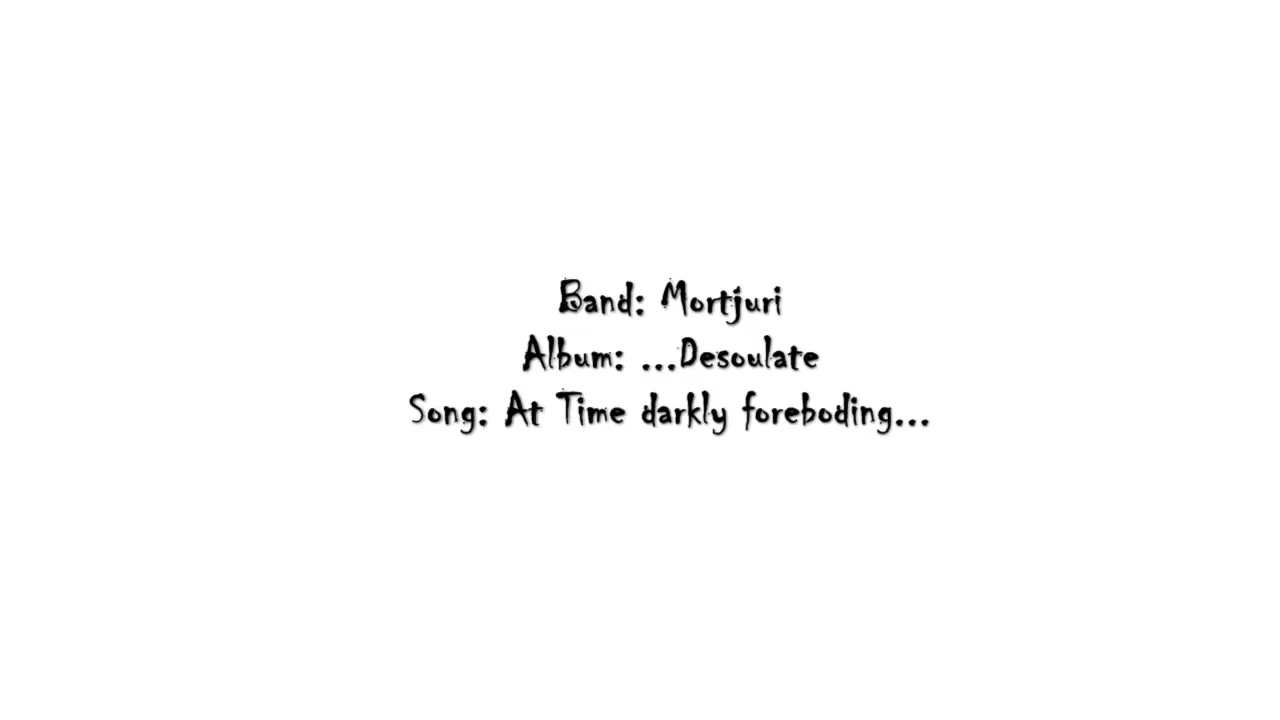 Band: Mortjuri
Album: ...Desoulate
Song: At Time darkly foreboding...